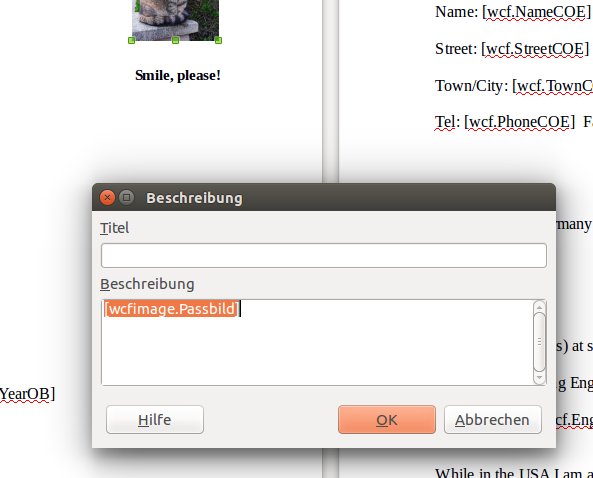 Name: [wcf.NameCOE]
Street: [wcf.StreetCOE]
Smile, please!
Town/City: [wcf.TownC
Tel: [wcf.PhoneCOE] Fa
Beschreibung
Titel
many
Beschreibung
[wcfimage.Passbild]
s) at s
g Eng
YearOB]
cf.Eng
Hilfe
OK
Abbrechen
While in the USA I am a